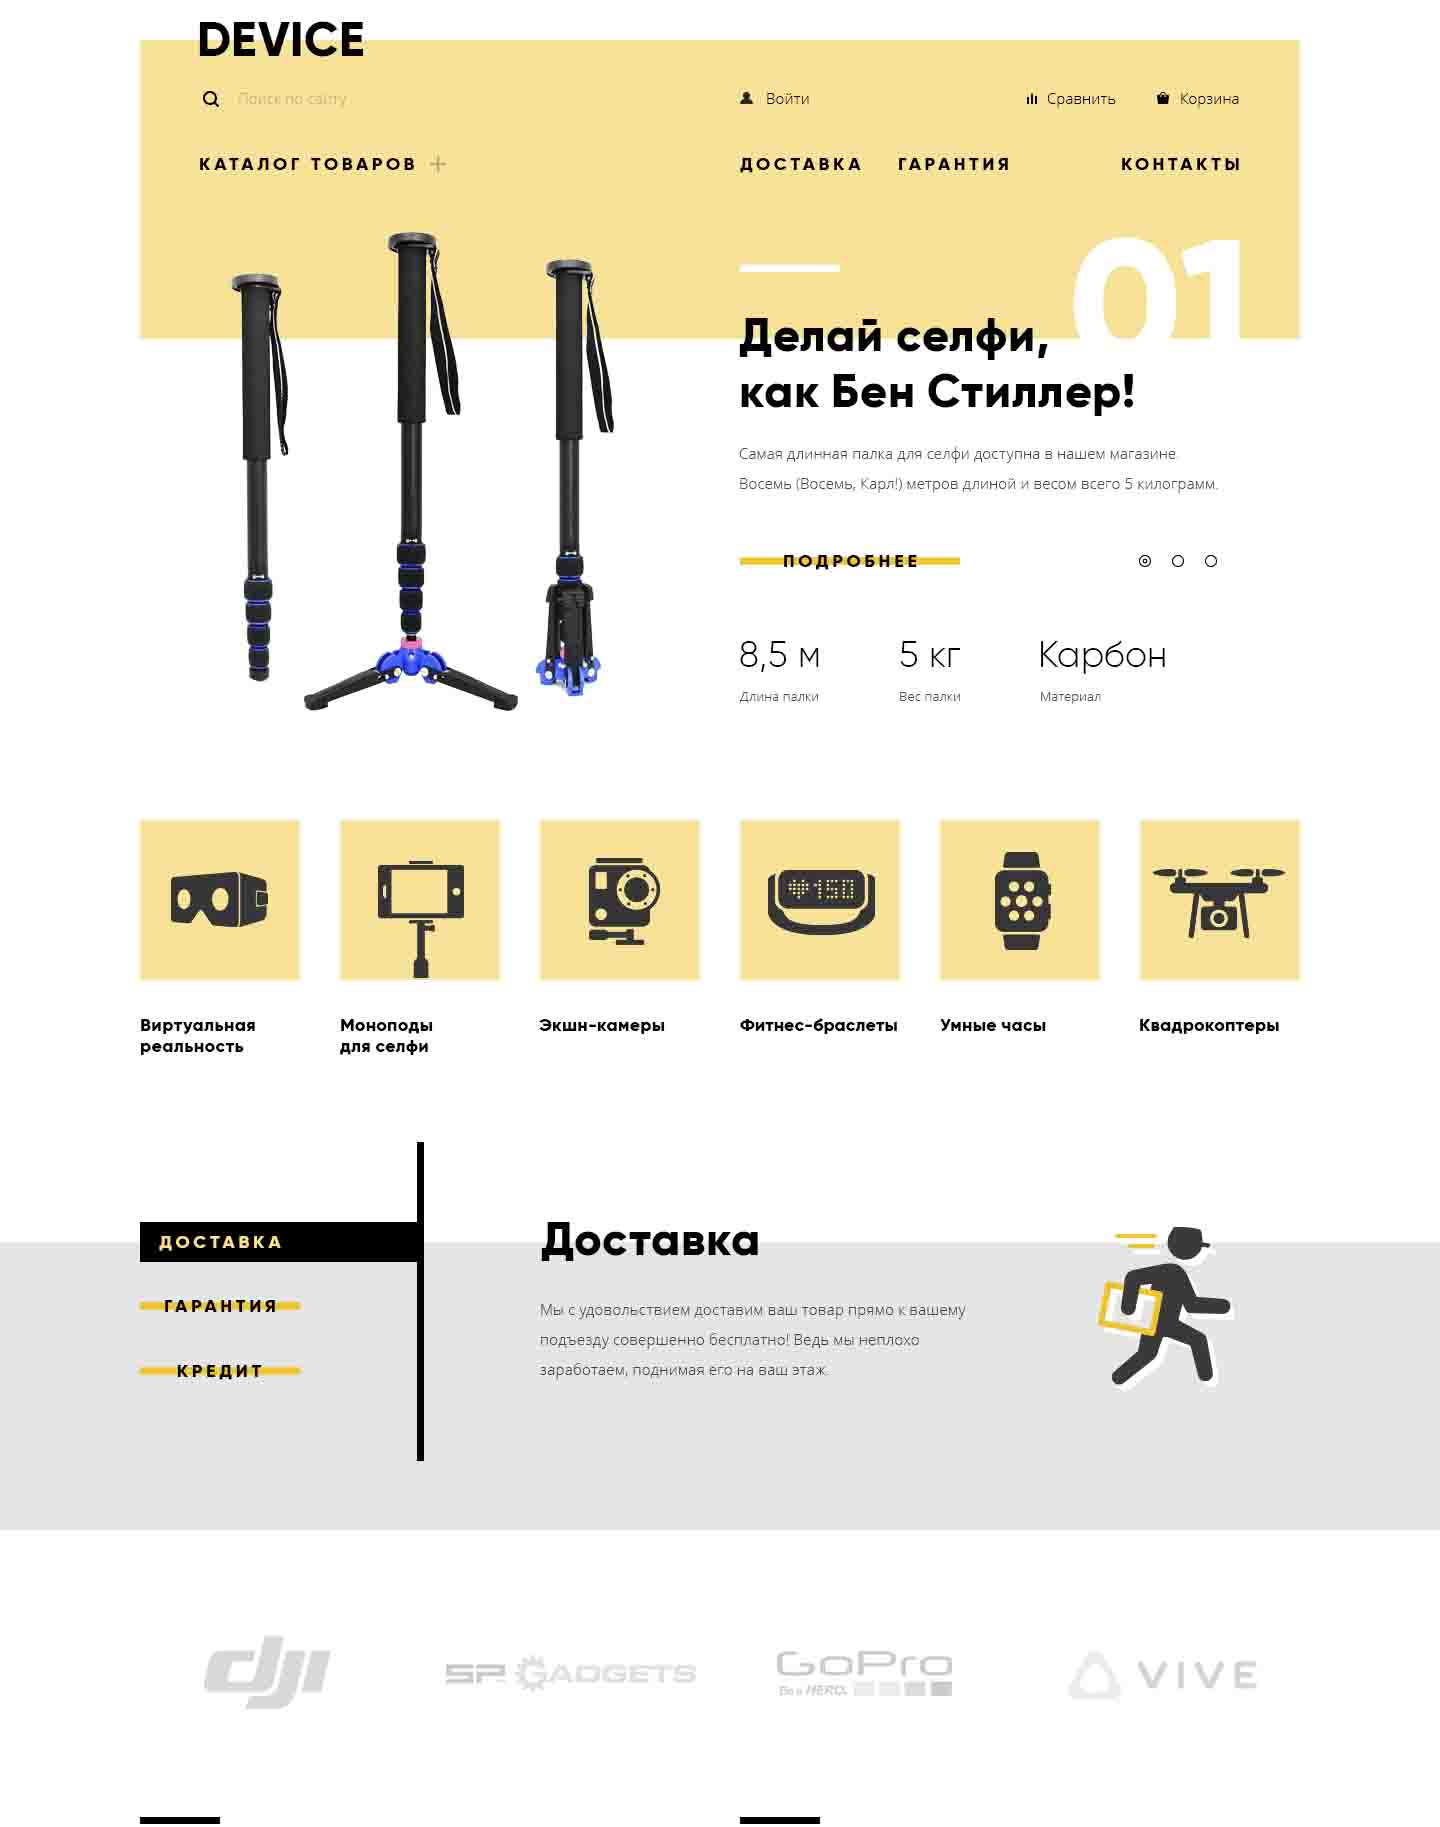 DEVICE
Поиск по сайту
Войти
Сравнить
Корзина
КАТАЛОГ ТОВАРОВ
ДОСТАВКА
ГАРАНТИЯ
КОНТАКТЫ
01
Делай селфи,
как Бен Стиллер!
Самая длинная палка для селфи доступна в нашем магазине.
Восемь (Восемь, Карл!) метров длиной и весом всего 5 килограмм.
ПОДРОБНЕЕ
8,5 м
5 кг
Карбон
Длина палки
Вес палки
Материал
150
Виртуальная
реальность
Моноподы
для селфи
Экшн-камеры
Фитнес-браслеты
Умные часы
Квадрокоптеры
ДОСТАВКА
ГАРАНТИЯ
КРЕДИТ
Доставка
Мы с удовольствием доставим ваш товар прямо к вашему
подъезду совершенно бесплатно! Ведь мы неплохо
заработаем, поднимая его на ваш этаж.
dji
SP GADGETS
GoPro
Be a HERO.
VIVE